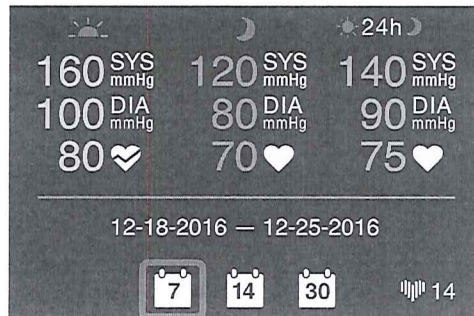 24h
160 SYS mmHg 120 SYS mmHg 140 SYS mmHg
100 DIA mmHg 80 DIA mmHg 90 DIA mmHg
80 70 75
12-18-2016 — 12-25-2016
7 14 30 14